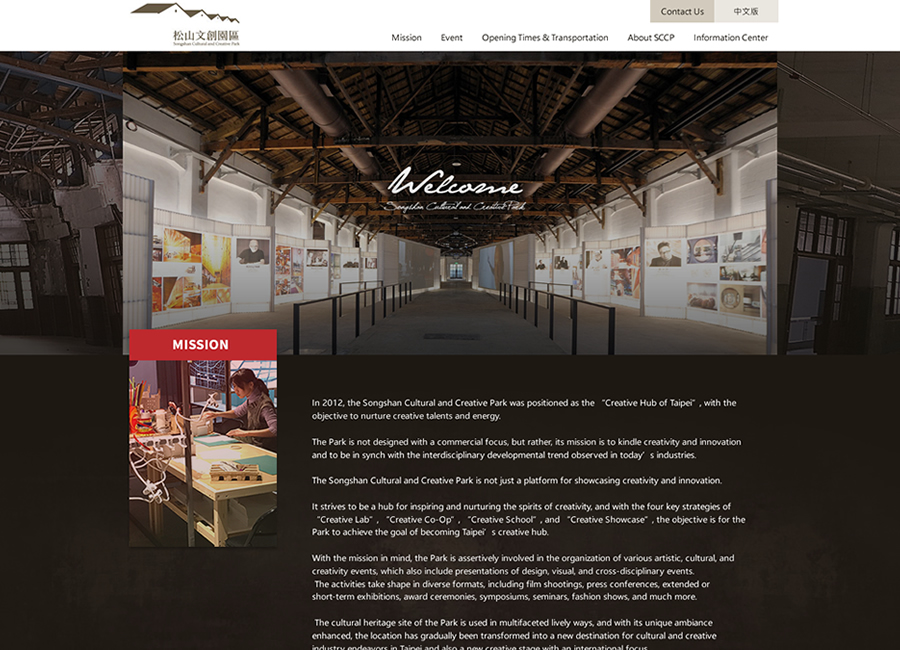 Contact Us
中文版
松山文創園區
Songshan Cultural and Creative Park
Mission
Event
Opening Times & Transportation
About SCCP
Information Center
Welcome
Songshan Cultural and Creative Park
MISSION
In 2012, the Songshan Cultural and Creative Park was positioned as the “Creative Hub of Taipei”, with the
objective to nurture creative talents and energy.
The Park is not designed with a commercial focus, but rather, its mission is to kindle creativity and innovation
and to be in synch with the interdisciplinary developmental trend observed in today’s industries.
The Songshan Cultural and Creative Park is not just a platform for showcasing creativity and innovation.
It strives to be a hub for inspiring and nurturing the spirits of creativity, and with the four key strategies of
“Creative Lab”, “Creative Co-Op”, “Creative School”, and “Creative Showcase”, the objective is for the
Park to achieve the goal of becoming Taipei’s creative hub.
With the mission in mind, the Park is assertively involved in the organization of various artistic, cultural, and
creativity events, which also include presentations of design, visual, and cross-disciplinary events.
The activities take shape in diverse formats, including film shootings, press conferences, extended or
short-term exhibitions, award ceremonies, symposiums, seminars, fashion shows, and much more.
The cultural heritage site of the Park is used in multifaceted lively ways, and with its unique ambiance
enhanced, the location has gradually been transformed into a new destination for cultural and creative
industry endeavors in Taipei and also a new creative stage with an international focus.